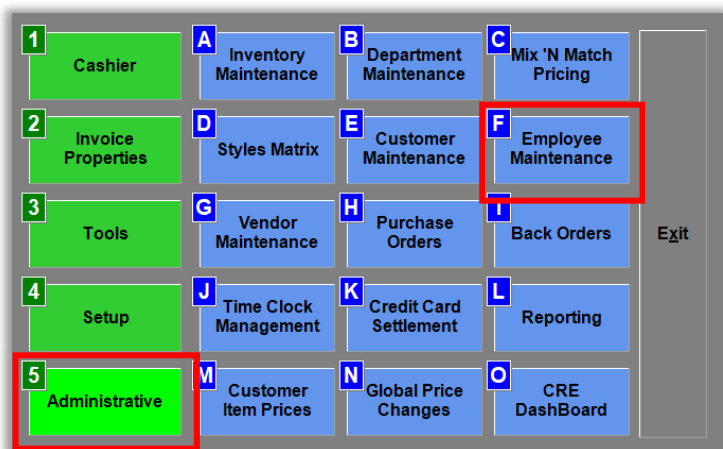 1
Cashier
A
Inventory
Maintenance
B
Department
Maintenance
C
Mix 'N Match
Pricing
2
Invoice
Properties
D
Styles Matrix
E
Customer
Maintenance
F
Employee
Maintenance
3
Tools
G
Vendor
Maintenance
H
Purchase
Orders
I
Back Orders
Exit
4
Setup
J
Time Clock
Management
K
Credit Card
Settlement
L
Reporting
5
Administrative
M
Customer
Item Prices
N
Global Price
Changes
O
CRE
DashBoard